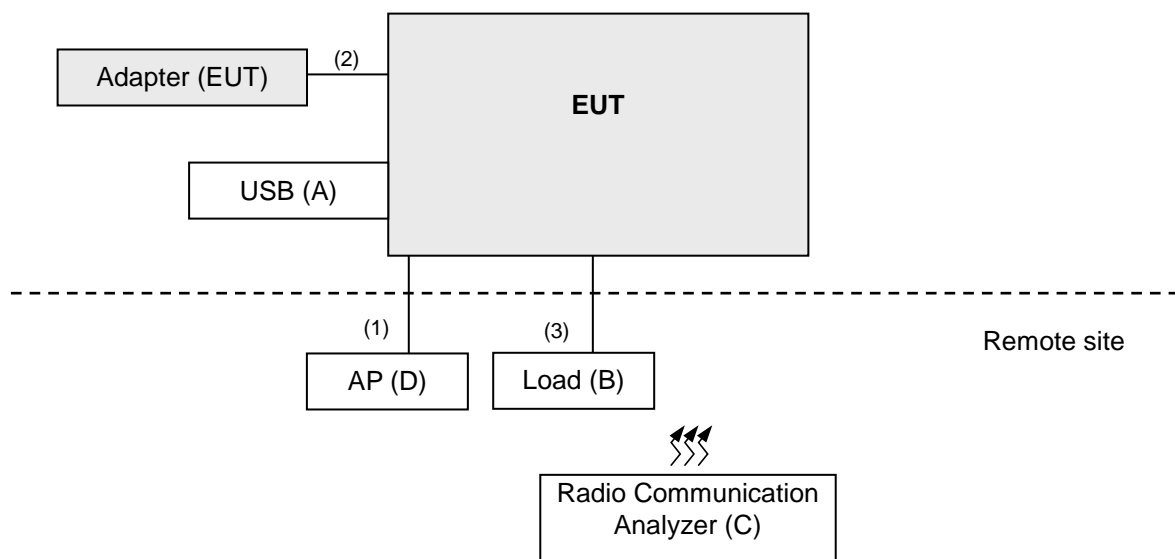 (2)
Adapter (EUT)
EUT
USB (A)
(1)
(3)
Remote site
AP (D)
Load (B)
Radio Communication
Analyzer (C)